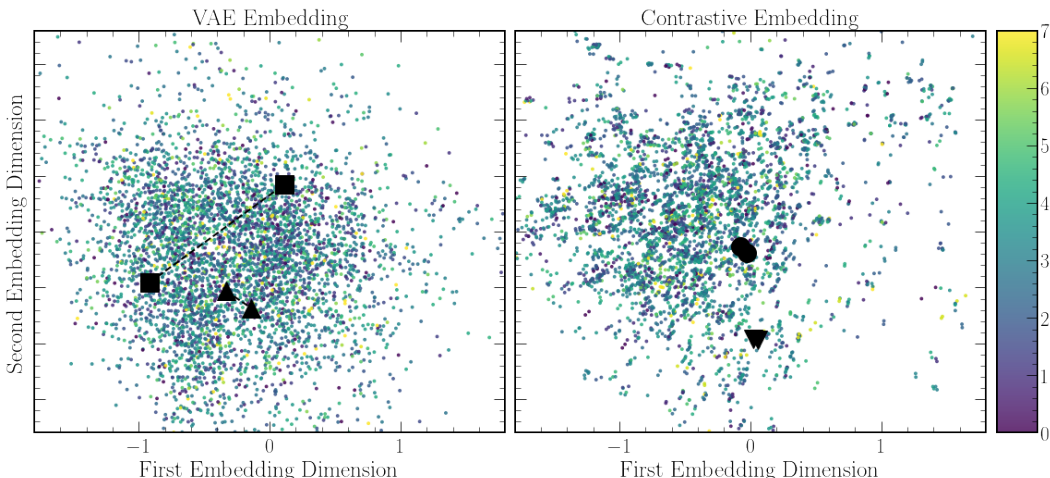 VAE Embedding
Contrastive Embedding
Second Embedding Dimension
7
6
5
4
3
2
1
0
−1 0 1
−1 0 1
First Embedding Dimension
First Embedding Dimension